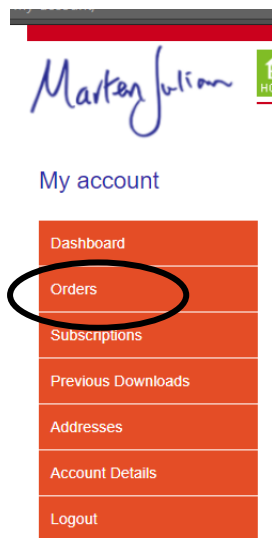 Marten Julian
My account
Dashboard
Orders
Subscriptions
Previous Downloads
Addresses
Account Details
Logout